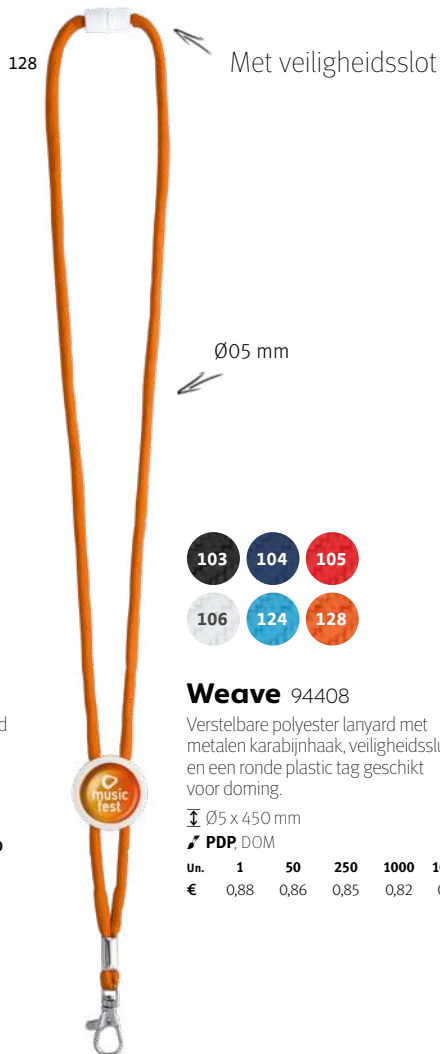 128
Met veiligheidsslot
Ø05 mm
103 104 105
106 124 128
Weave 94408
Verstelbare polyester lanyard met
metalen karabijnhaak,
en een ronde plastic tag geschikt
voor doming.
Ø5 x 450 mm
PDP, DOM
Un. 1 50 250 1000
€ 0,88 0,86 0,85 0,82
music
fest